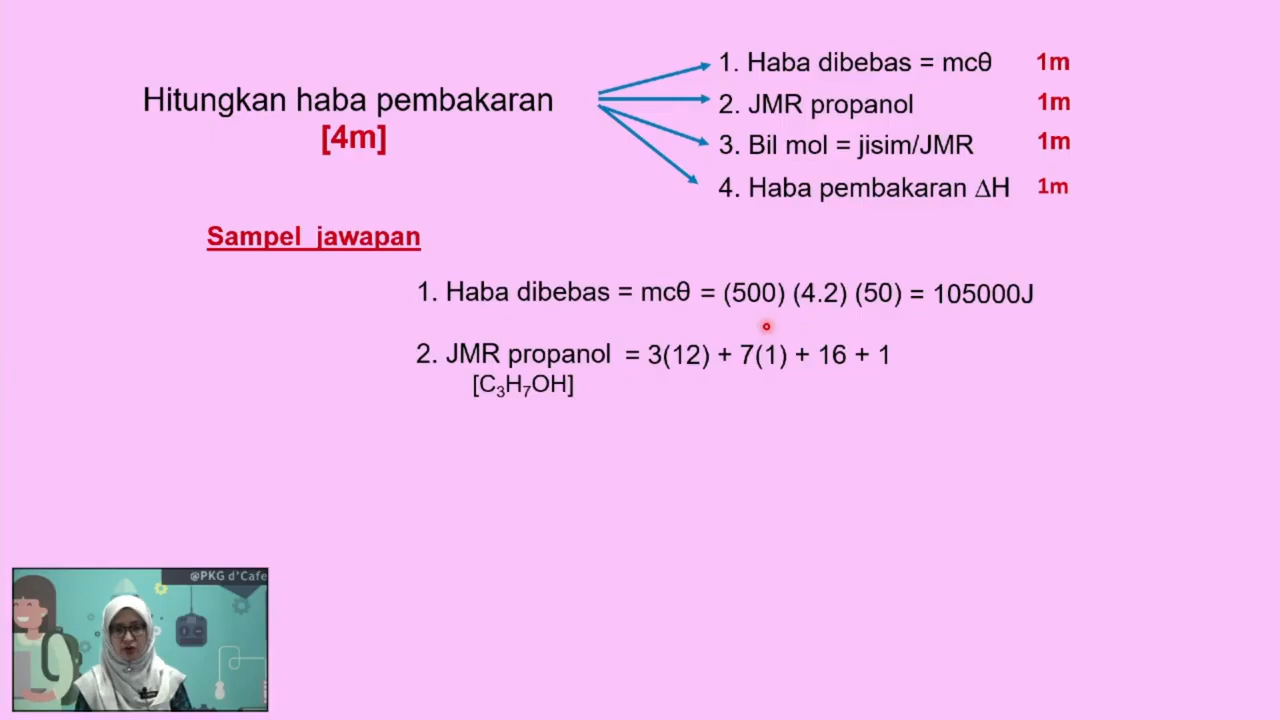 Hitungkan haba pembakaran
[4m]
1. Haba dibebas = mcθ 1m
2. JMR propanol 1m
3. Bil mol = jisim/JMR 1m
4. Haba pembakaran ∆H 1m
Sampel jawapan
1. Haba dibebas = mcθ = (500) (4.2) (50) = 105000J
2. JMR propanol = 3(12) + 7(1) + 16 + 1
[C₃H₇OH]
@PKG d'Cafe